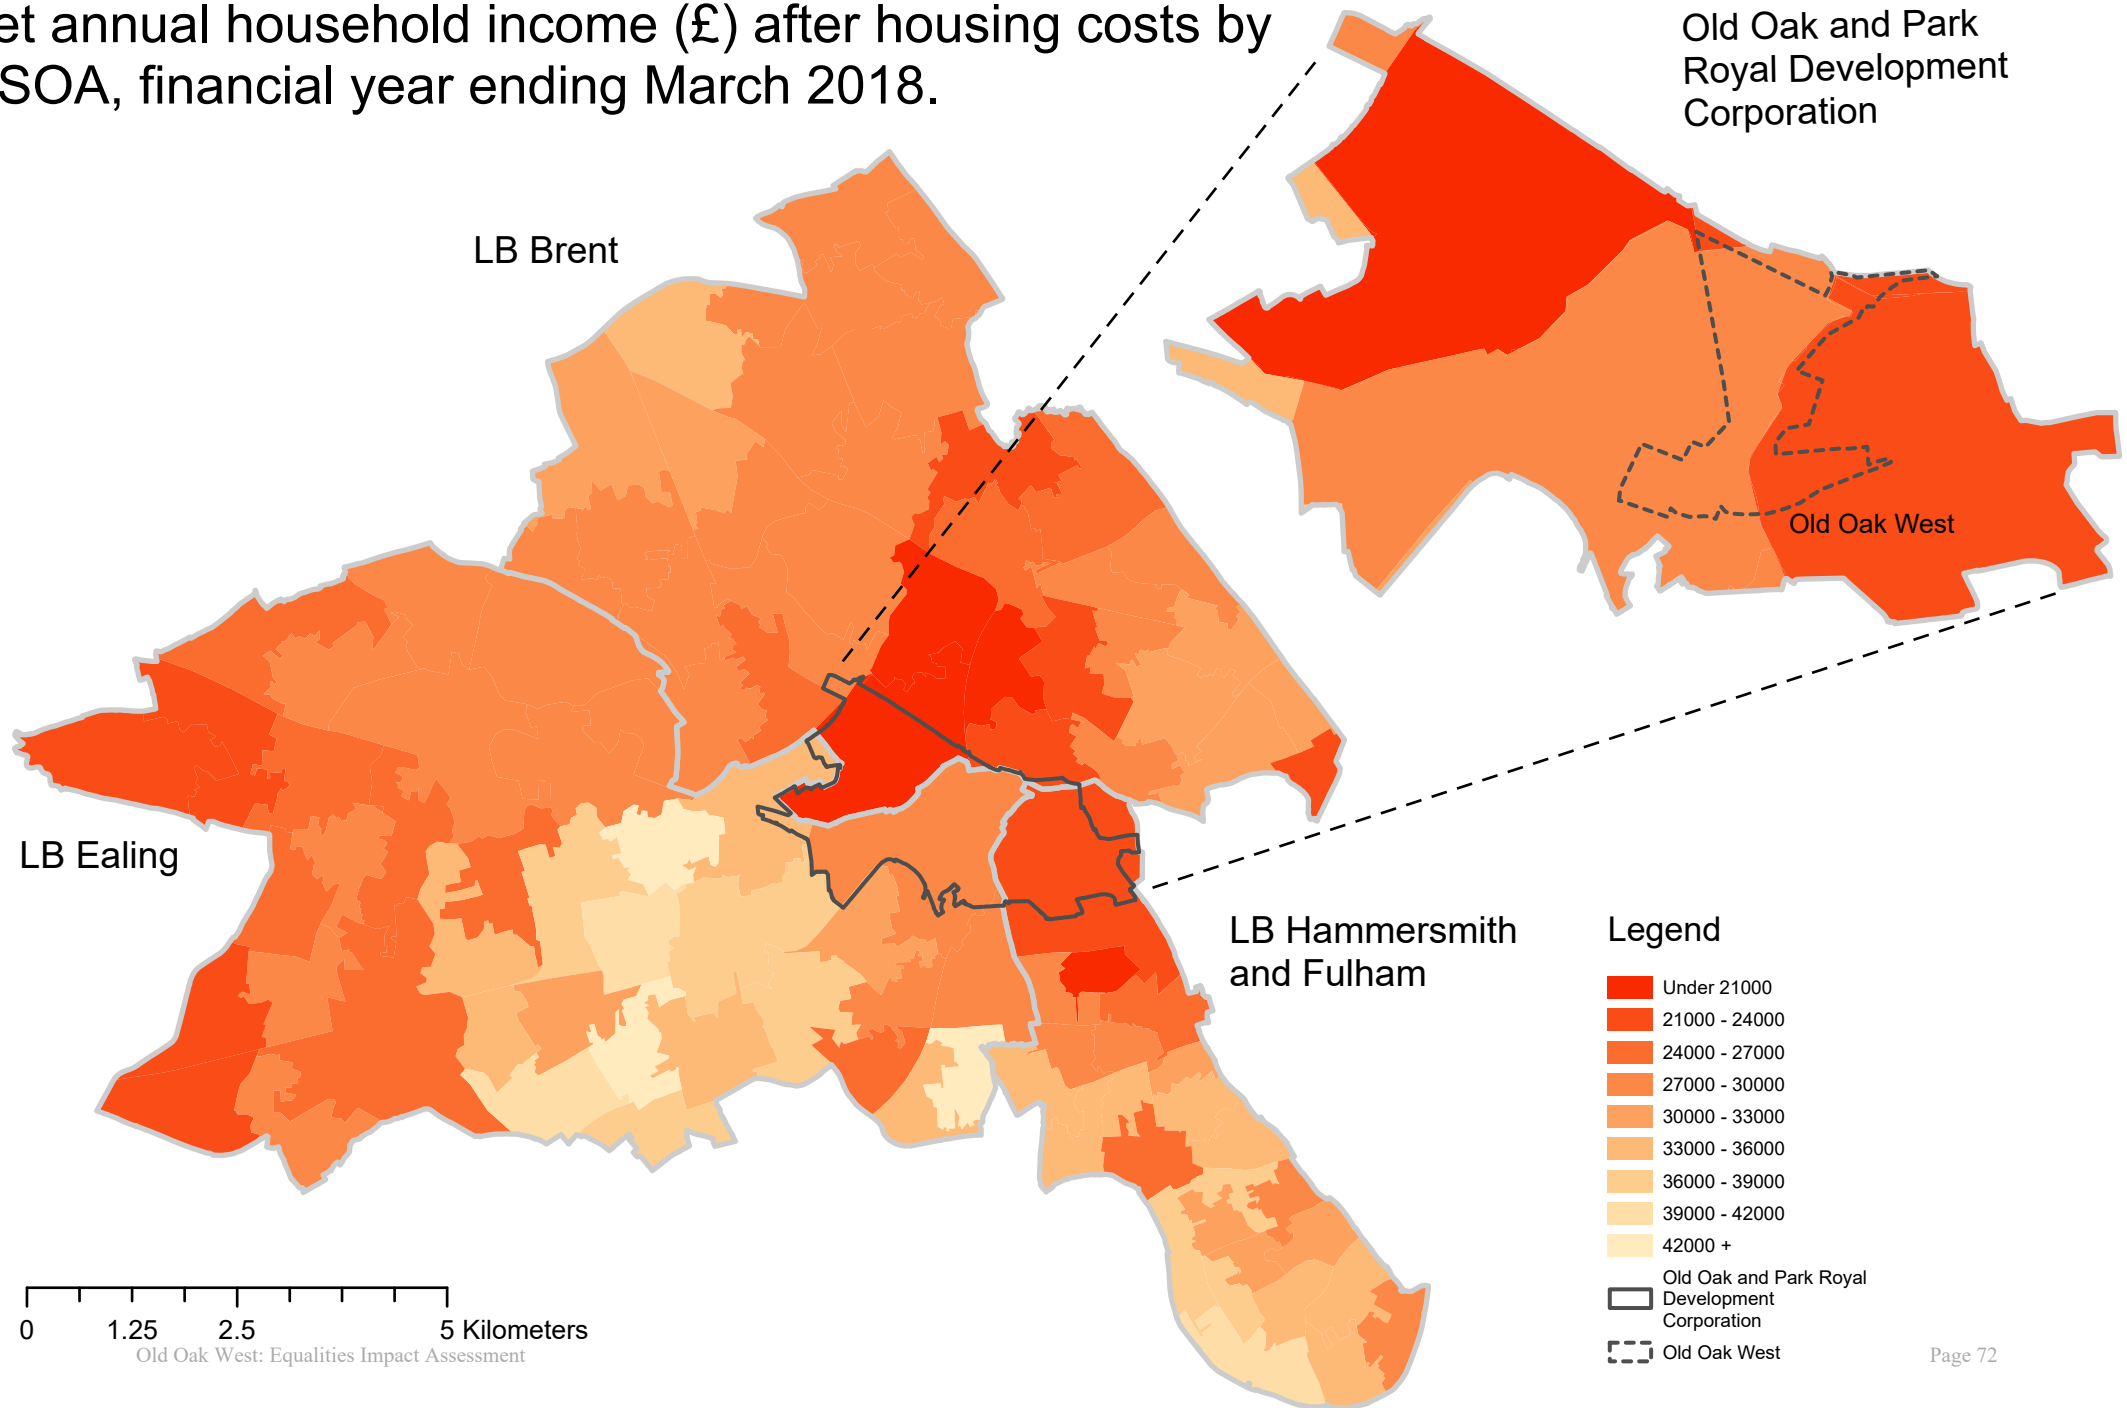 et annual household income (£) after housing costs by
SOA, financial year ending March 2018.
Old Oak and Park
Royal Development
Corporation
LB Brent
Old Oak West
LB Ealing
LB Hammersmith
and Fulham
Legend
Under 21000
21000 - 24000
24000 - 27000
27000 - 30000
30000 - 33000
33000 - 36000
36000 - 39000
39000 - 42000
42000 +
Old Oak and Park Royal
Development
Corporation
Old Oak West
0 1.25 2.5 5 Kilometers
Old Oak West: Equalities Impact Assessment
Page 72